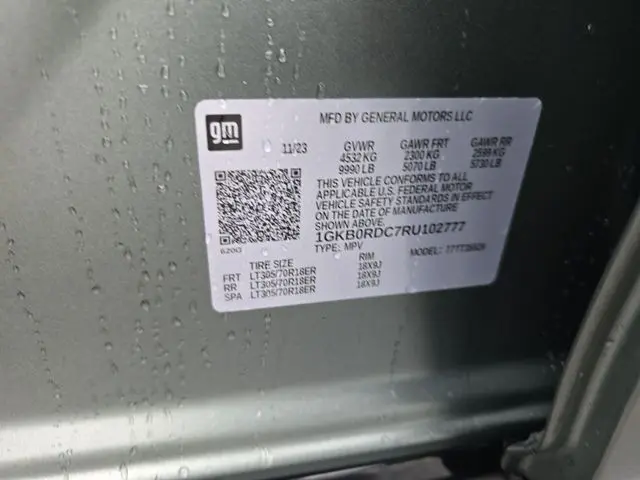 gm
MFD BY GENERAL MOTORS LLC
11/23 GVWR GAWR FRT GAWR RR
4532 KG 2300 KG 2599 KG
9990 LB 5070 LB 5730 LB
THIS VEHICLE CONFORMS TO ALL
APPLICABLE U.S. FEDERAL MOTOR
VEHICLE SAFETY STANDARDS IN EFFECT
ON THE DATE OF MANUFACTURE
SHOWN ABOVE.
1GKB0RDC7RU102777
TYPE: MPV MODEL:
TIRE SIZE RIM
FRT LT305/70R18ER 18X9J
RR LT305/70R18ER 18X9J
SPA LT305/70R18ER 18X9J